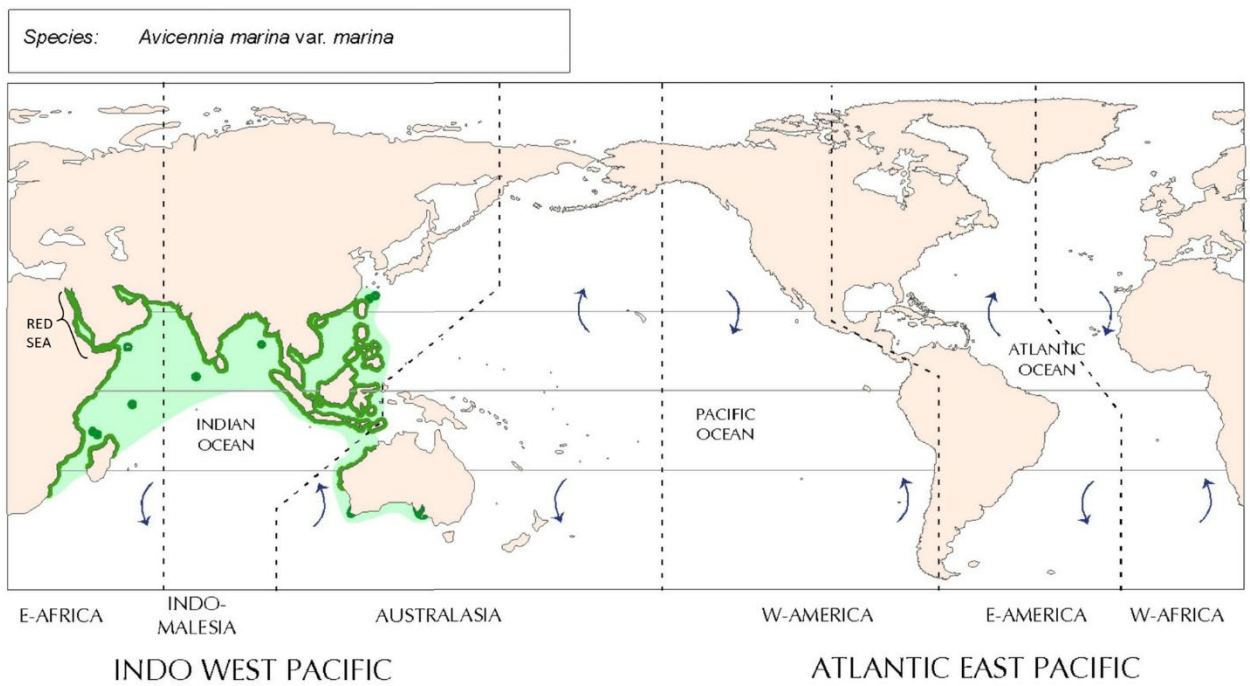 Species: Avicennia marina var. marina
RED
SEA
INDIAN
OCEAN
PACIFIC
OCEAN
ATLANTIC
OCEAN
E-AFRICA
INDO-
MALESIA
AUSTRALASIA
W-AMERICA
E-AMERICA
W-AFRICA
INDO WEST PACIFIC
ATLANTIC EAST PACIFIC